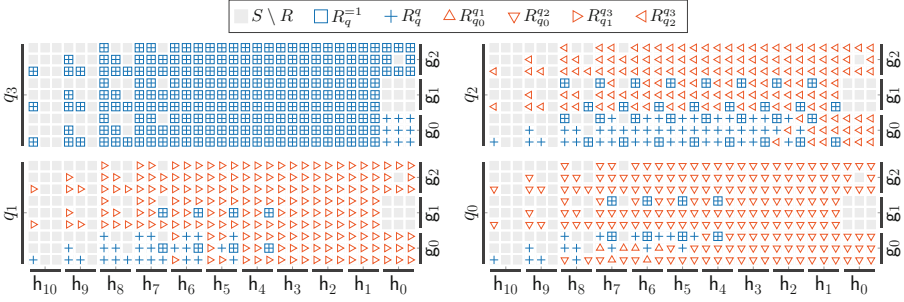 S \ R R_q^{=1} R_q^q R_{q_0}^{q_1} R_{q_0}^{q_2} R_{q_1}^{q_3} R_{q_2}^{q_3}
q_3 g_2 g_1 g_0
q_2 g_2 g_1 g_0
q_1 g_2 g_1 g_0
q_0 g_2 g_1 g_0
h_10 h_9 h_8 h_7 h_6 h_5 h_4 h_3 h_2 h_1 h_0
h_10 h_9 h_8 h_7 h_6 h_5 h_4 h_3 h_2 h_1 h_0